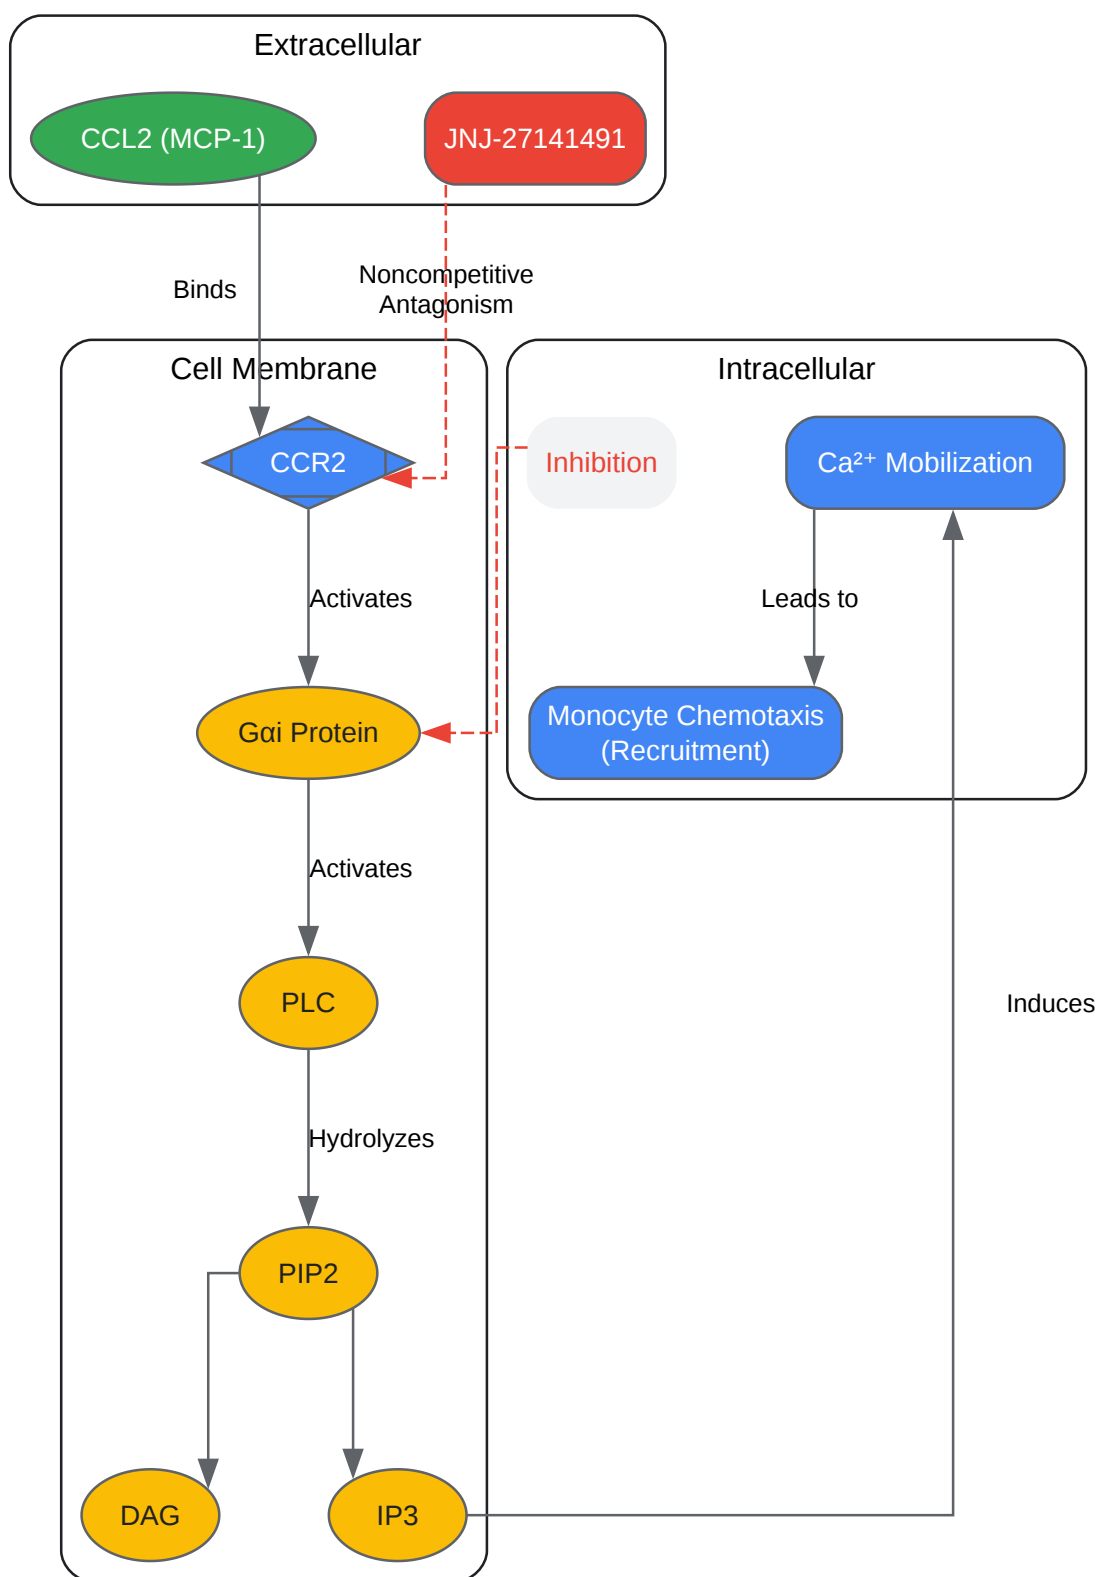 Extracellular
CCL2 (MCP-1)
JNJ-27141491
Binds
Noncompetitive
Antagonism
Cell Membrane
Intracellular
CCR2
Inhibition
Ca²⁺ Mobilization
Activates
Leads to
Gαi Protein
Monocyte Chemotaxis
(Recruitment)
Activates
PLC
Induces
Hydrolyzes
PIP2
DAG
IP3